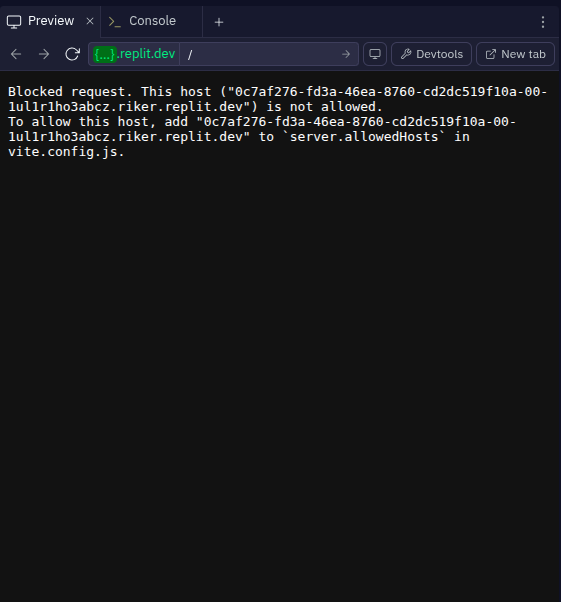 Preview
Console
{...}.replit.dev
/
Devtools
New tab
Blocked request. This host ("0c7af276-fd3a-46ea-8760-cd2dc519f10a-00-
1ul1r1ho3abcz.riker.replit.dev") is not allowed.
To allow this host, add "0c7af276-fd3a-46ea-8760-cd2dc519f10a-00-
1ul1r1ho3abcz.riker.replit.dev" to `server.allowedHosts` in
vite.config.js.